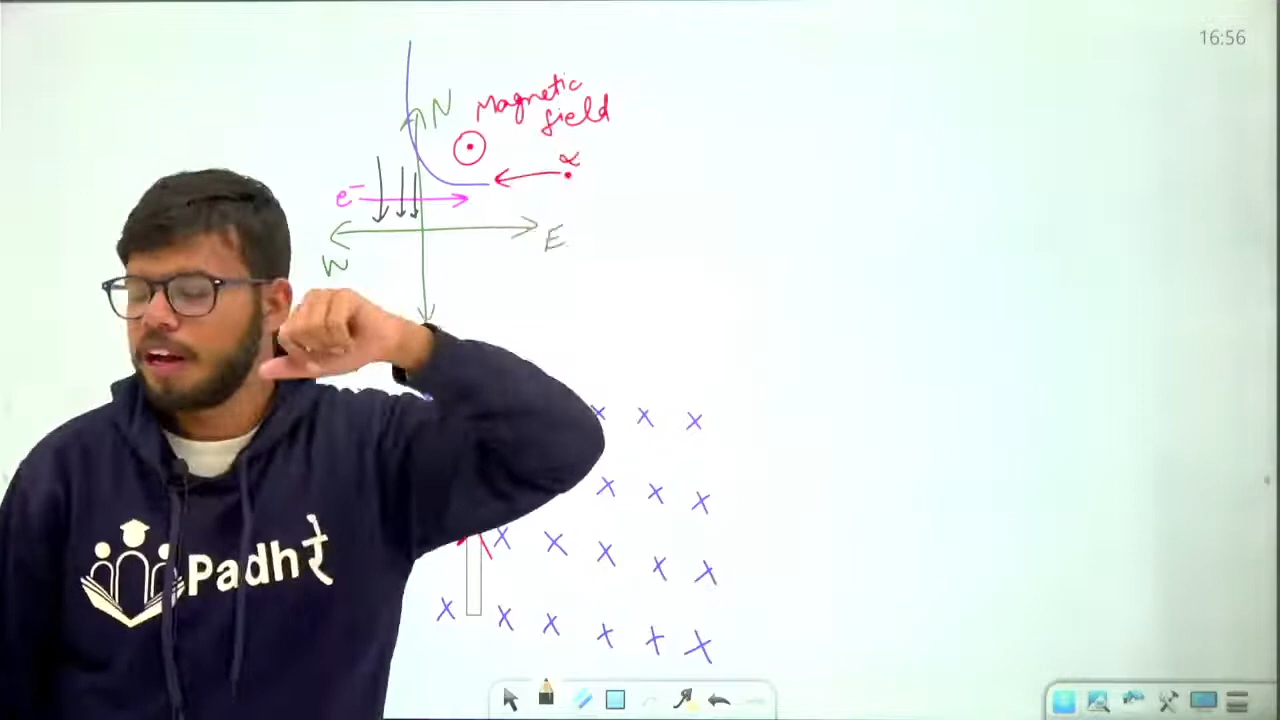 16:56
N
Magnetic
field
α
e⁻
W
E
x x x
x x x
x x x x x
x x x x x x
Padhरे